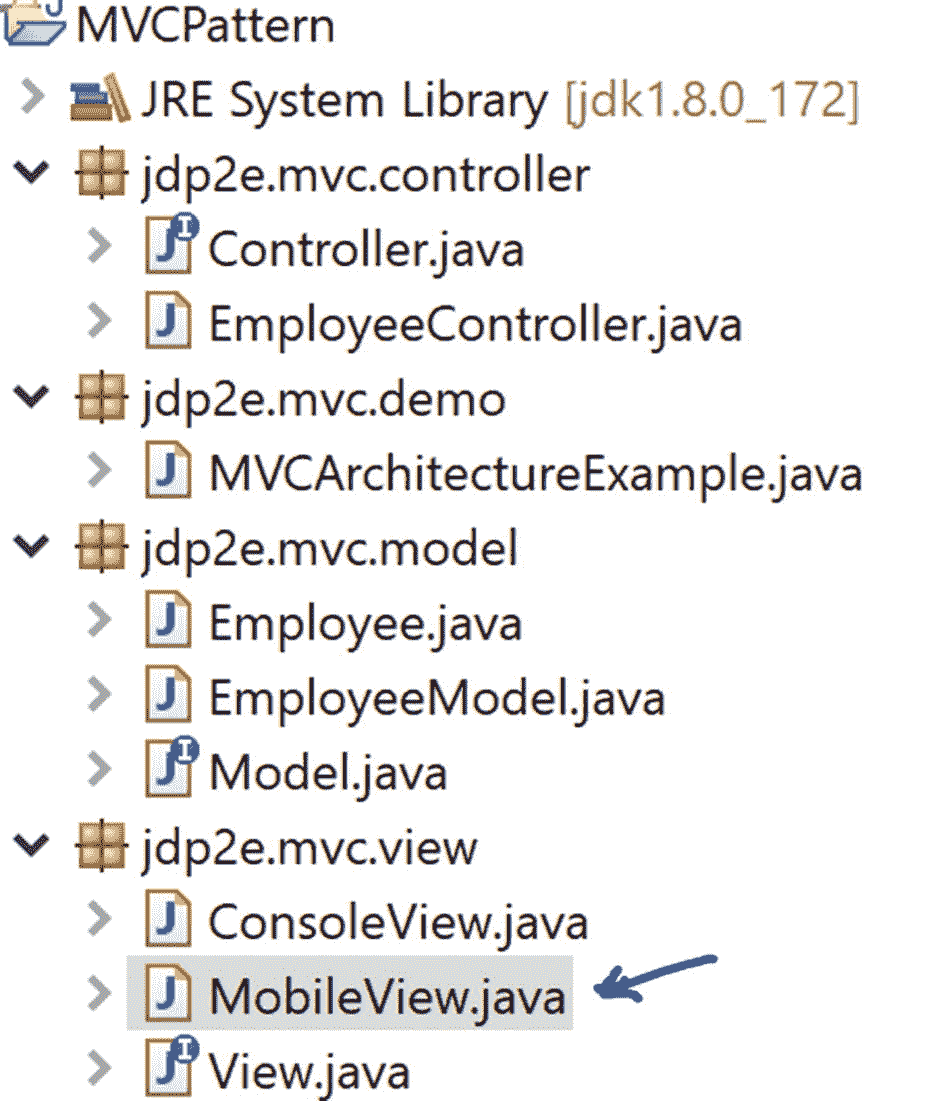 MVCPattern
JRE System Library [jdk1.8.0_172]
jdp2e.mvc.controller
Controller.java
EmployeeController.java
jdp2e.mvc.demo
MVCArchitectureExample.java
jdp2e.mvc.model
Employee.java
EmployeeModel.java
Model.java
jdp2e.mvc.view
ConsoleView.java
MobileView.java
View.java